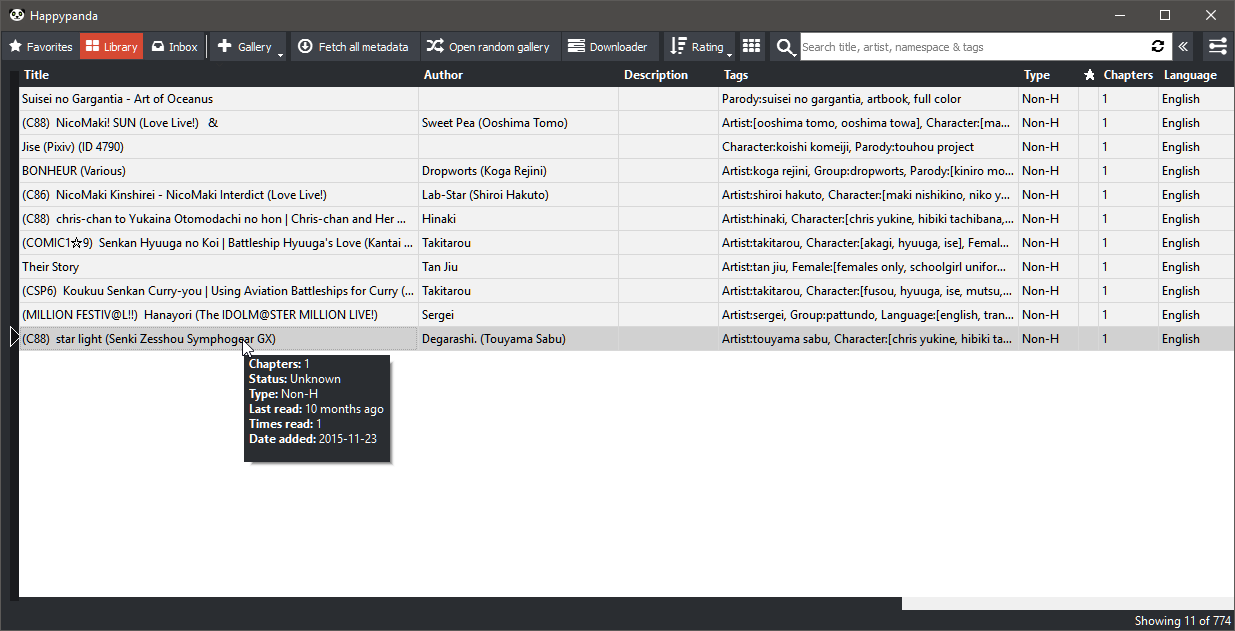 Happypanda
Favorites Library Inbox Gallery Fetch all metadata Open random gallery Downloader Rating Search title, artist, namespace & tags «
Title Author Description Tags Type ★ Chapters Language
Suisei no Gargantia - Art of Oceanus Parody:suisei no gargantia, artbook, full color Non-H 1 English
(C88) NicoMaki! SUN (Love Live!) & Sweet Pea (Ooshima Tomo) Artist:[ooshima tomo, ooshima towa], Character:[ma... Non-H 1 English
Jise (Pixiv) (ID 4790) Character:koishi komeiji, Parody:touhou project Non-H 1 English
BONHEUR (Various) Dropworts (Koga Rejini) Artist:koga rejini, Group:dropworts, Parody:[kiniro mo... Non-H 1 English
(C86) NicoMaki Kinshirei - NicoMaki Interdict (Love Live!) Lab-Star (Shiroi Hakuto) Artist:shiroi hakuto, Character:[maki nishikino, niko y... Non-H 1 English
(C88) chris-chan to Yukaina Otomodachi no hon | Chris-chan and Her ... Hinaki Artist:hinaki, Character:[chris yukine, hibiki tachibana,... Non-H 1 English
(COMIC1☆9) Senkan Hyuuga no Koi | Battleship Hyuuga's Love (Kantai ... Takitarou Artist:takitarou, Character:[akagi, hyuuga, ise], Femal... Non-H 1 English
Their Story Tan Jiu Artist:tan jiu, Female:[females only, schoolgirl unifor... Non-H 1 English
(CSP6) Koukuu Senkan Curry-you | Using Aviation Battleships for Curry (... Takitarou Artist:takitarou, Character:[fusou, hyuuga, ise, mutsu,... Non-H 1 English
(MILLION FESTIV@L!!) Hanayori (The IDOLM@STER MILLION LIVE!) Sergei Artist:sergei, Group:pattundo, Language:[english, tran... Non-H 1 English
(C88) star light (Senki Zesshou Symphogear GX) Degarashi. (Touyama Sabu) Artist:touyama sabu, Character:[chris yukine, hibiki ta... Non-H 1 English
Chapters: 1
Status: Unknown
Type: Non-H
Last read: 10 months ago
Times read: 1
Date added: 2015-11-23
Showing 11 of 774